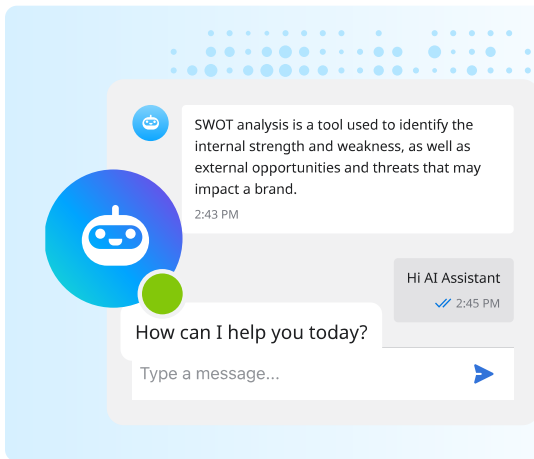 SWOT analysis is a tool used to identify the
internal strength and weakness, as well as
external opportunities and threats that may
impact a brand.
2:43 PM
Hi AI Assistant
2:45 PM
How can I help you today?
Type a message...